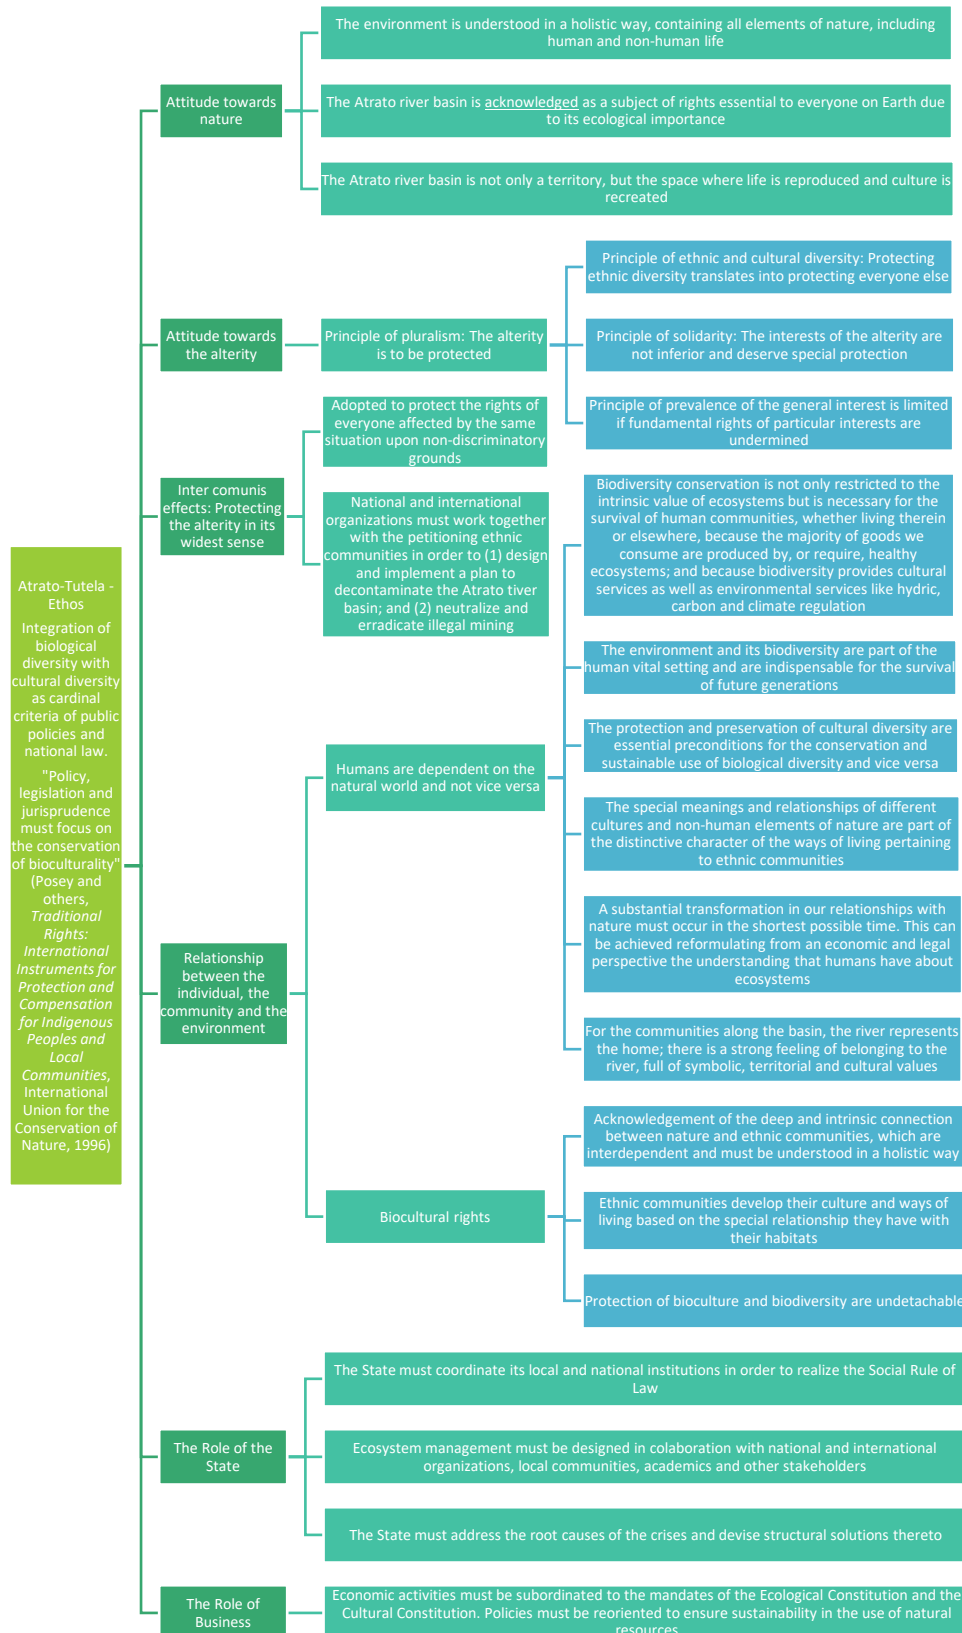 Atrato-Tutela -
Ethos
Integration of
biological
diversity with
cultural diversity
as cardinal
criteria of public
policies and
national law.
"Policy,
legislation and
jurisprudence
must focus on
the conservation
of bioculturality"
(Posey and
others,
Traditional
Rights:
International
Instruments for
Protection and
Compensation
for Indigenous
Peoples and
Local
Communities,
International
Union for the
Conservation of
Nature, 1996)
Attitude towards
nature
The environment is understood in a holistic way, containing all elements of nature, including
human and non-human life
The Atrato river basin is acknowledged as a subject of rights essential to everyone on Earth due
to its ecological importance
The Atrato river basin is not only a territory, but the space where life is reproduced and culture is
recreated
Attitude towards
the alterity
Principle of pluralism: The alterity
is to be protected
Principle of ethnic and cultural diversity: Protecting
ethnic diversity translates into protecting everyone else
Principle of solidarity: The interests of the alterity are
not inferior and deserve special protection
Principle of prevalence of the general interest is limited
if fundamental rights of particular interests are
undermined
Inter comunis
effects: Protecting
the alterity in its
widest sense
Adopted to protect the rights of
everyone affected by the same
situation upon non-discriminatory
grounds
National and international
organizations must work together
with the petitioning ethnic
communities in order to (1) design
and implement a plan to
decontaminate the Atrato tiver
basin; and (2) neutralize and
erradicate illegal mining
Relationship
between the
individual, the
community and the
environment
Humans are dependent on the
natural world and not vice versa
Biodiversity conservation is not only restricted to the
intrinsic value of ecosystems but is necessary for the
survival of human communities, whether living therein
or elsewhere, because the majority of goods we
consume are produced by, or require, healthy
ecosystems; and because biodiversity provides cultural
services as well as environmental services like hydric,
carbon and climate regulation
The environment and its biodiversity are part of the
human vital setting and are indispensable for the survival
of future generations
The protection and preservation of cultural diversity are
essential preconditions for the conservation and
sustainable use of biological diversity and vice versa
The special meanings and relationships of different
cultures and non-human elements of nature are part of
the distinctive character of the ways of living pertaining
to ethnic communities
A substantial transformation in our relationships with
nature must occur in the shortest possible time. This can
be achieved reformulating from an economic and legal
perspective the understanding that humans have about
ecosystems
For the communities along the basin, the river represents
the home; there is a strong feeling of belonging to the
river, full of symbolic, territorial and cultural values
Biocultural rights
Acknowledgement of the deep and intrinsic connection
between nature and ethnic communities, which are
interdependent and must be understood in a holistic way
Ethnic communities develop their culture and ways of
living based on the special relationship they have with
their habitats
Protection of bioculture and biodiversity are undetachable
The Role of the
State
The State must coordinate its local and national institutions in order to realize the Social Rule of
Law
Ecosystem management must be designed in colaboration with national and international
organizations, local communities, academics and other stakeholders
The State must address the root causes of the crises and devise structural solutions thereto
The Role of
Business
Economic activities must be subordinated to the mandates of the Ecological Constitution and the
Cultural Constitution. Policies must be reoriented to ensure sustainability in the use of natural
resources